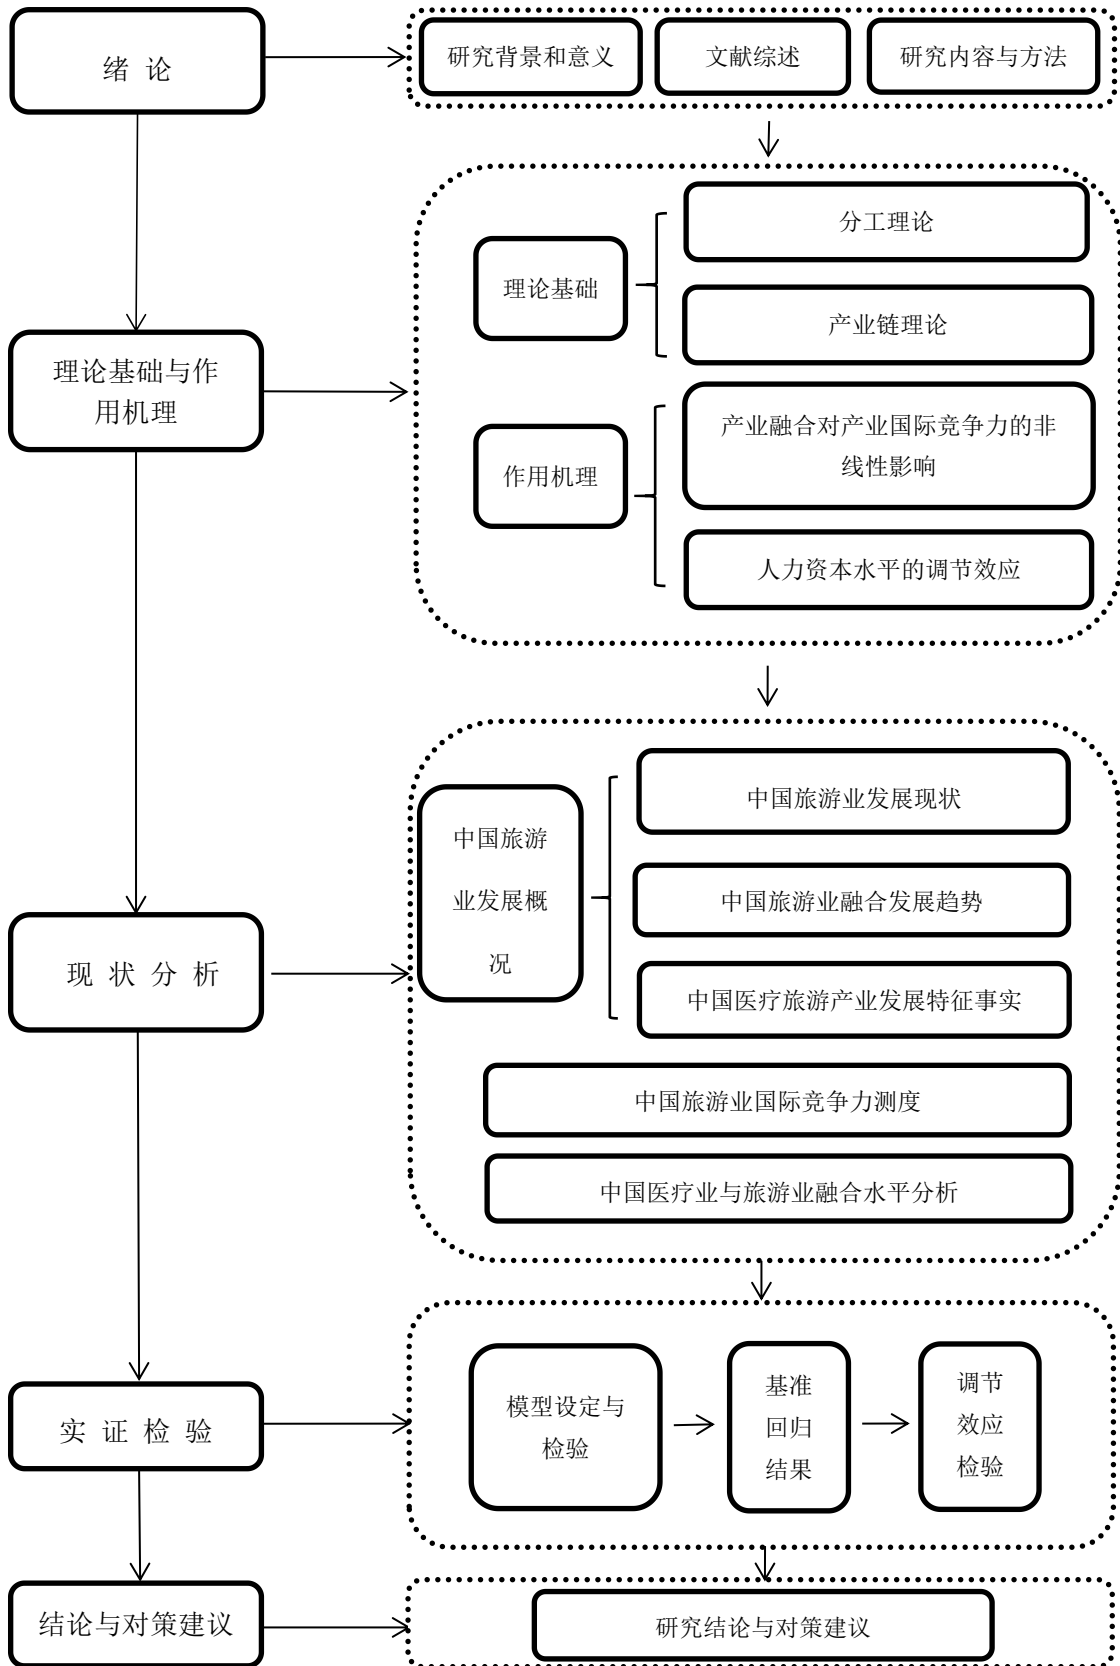 绪 论
研究背景和意义
文献综述
研究内容与方法
理论基础与作
用机理
理论基础
分工理论
产业链理论
作用机理
产业融合对产业国际竞争力的非
线性影响
人力资本水平的调节效应
现 状 分 析
中国旅游
业发展概
况
中国旅游业发展现状
中国旅游业融合发展趋势
中国医疗旅游产业发展特征事实
中国旅游业国际竞争力测度
中国医疗业与旅游业融合水平分析
实 证 检 验
模型设定与
检验
基准
回归
结果
调节
效应
检验
结论与对策建议
研究结论与对策建议